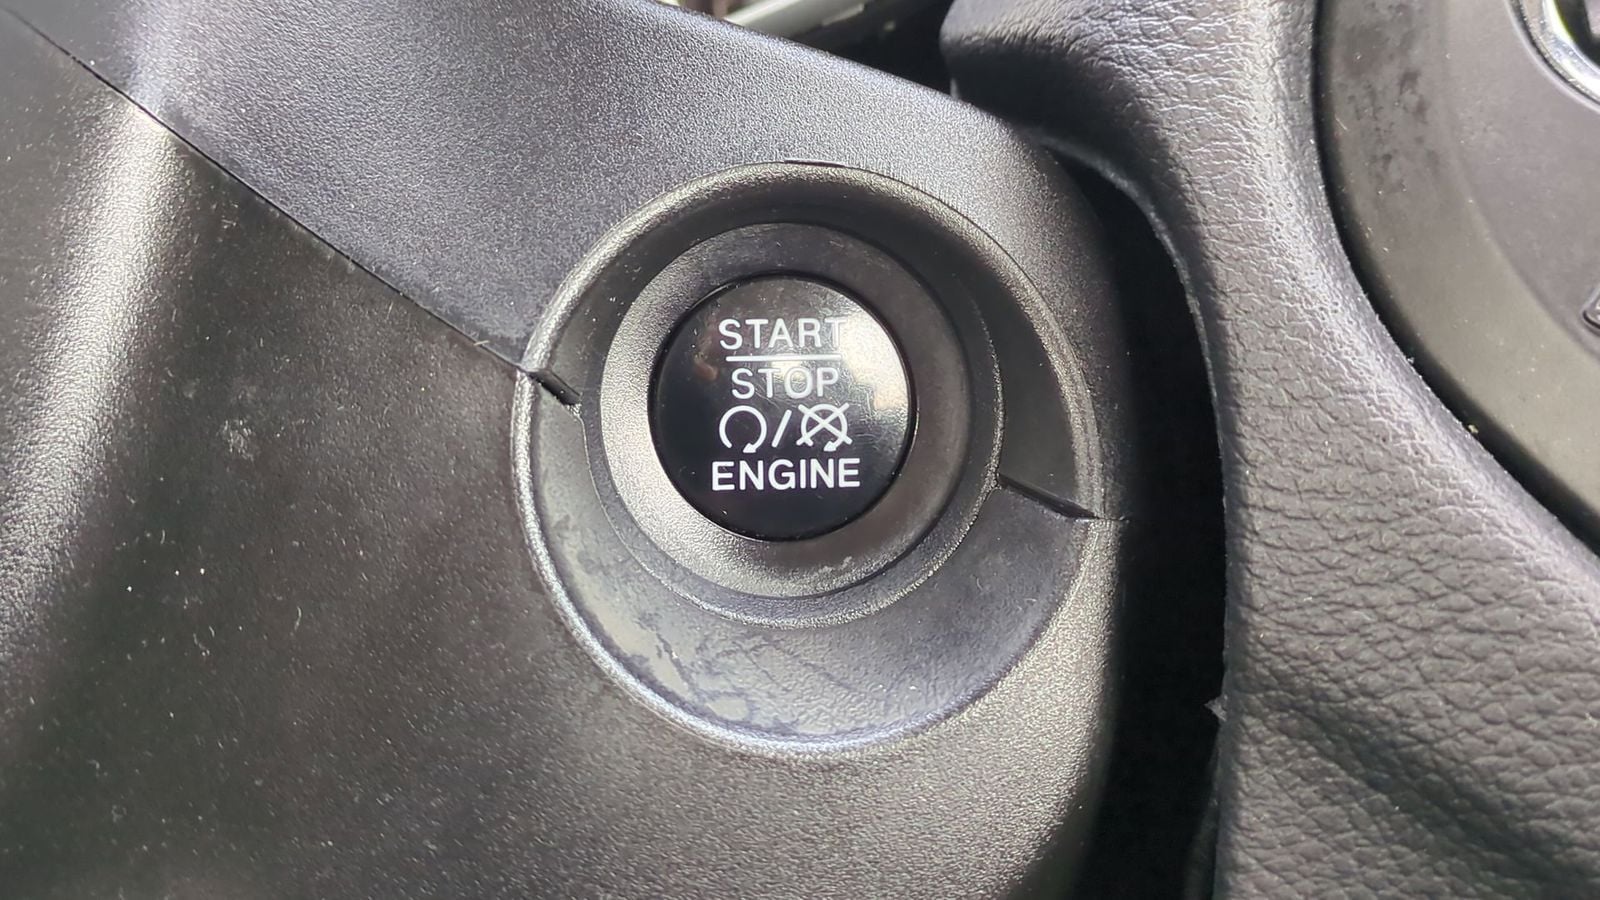 START
STOP
/
ENGINE